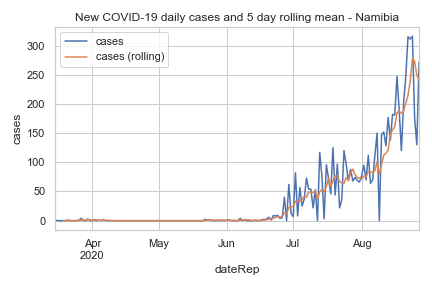 New COVID-19 daily cases and 5 day rolling mean - Namibia
cases
cases (rolling)
300
250
200
150
100
50
0
cases
Apr
2020
May
Jun
Jul
Aug
dateRep